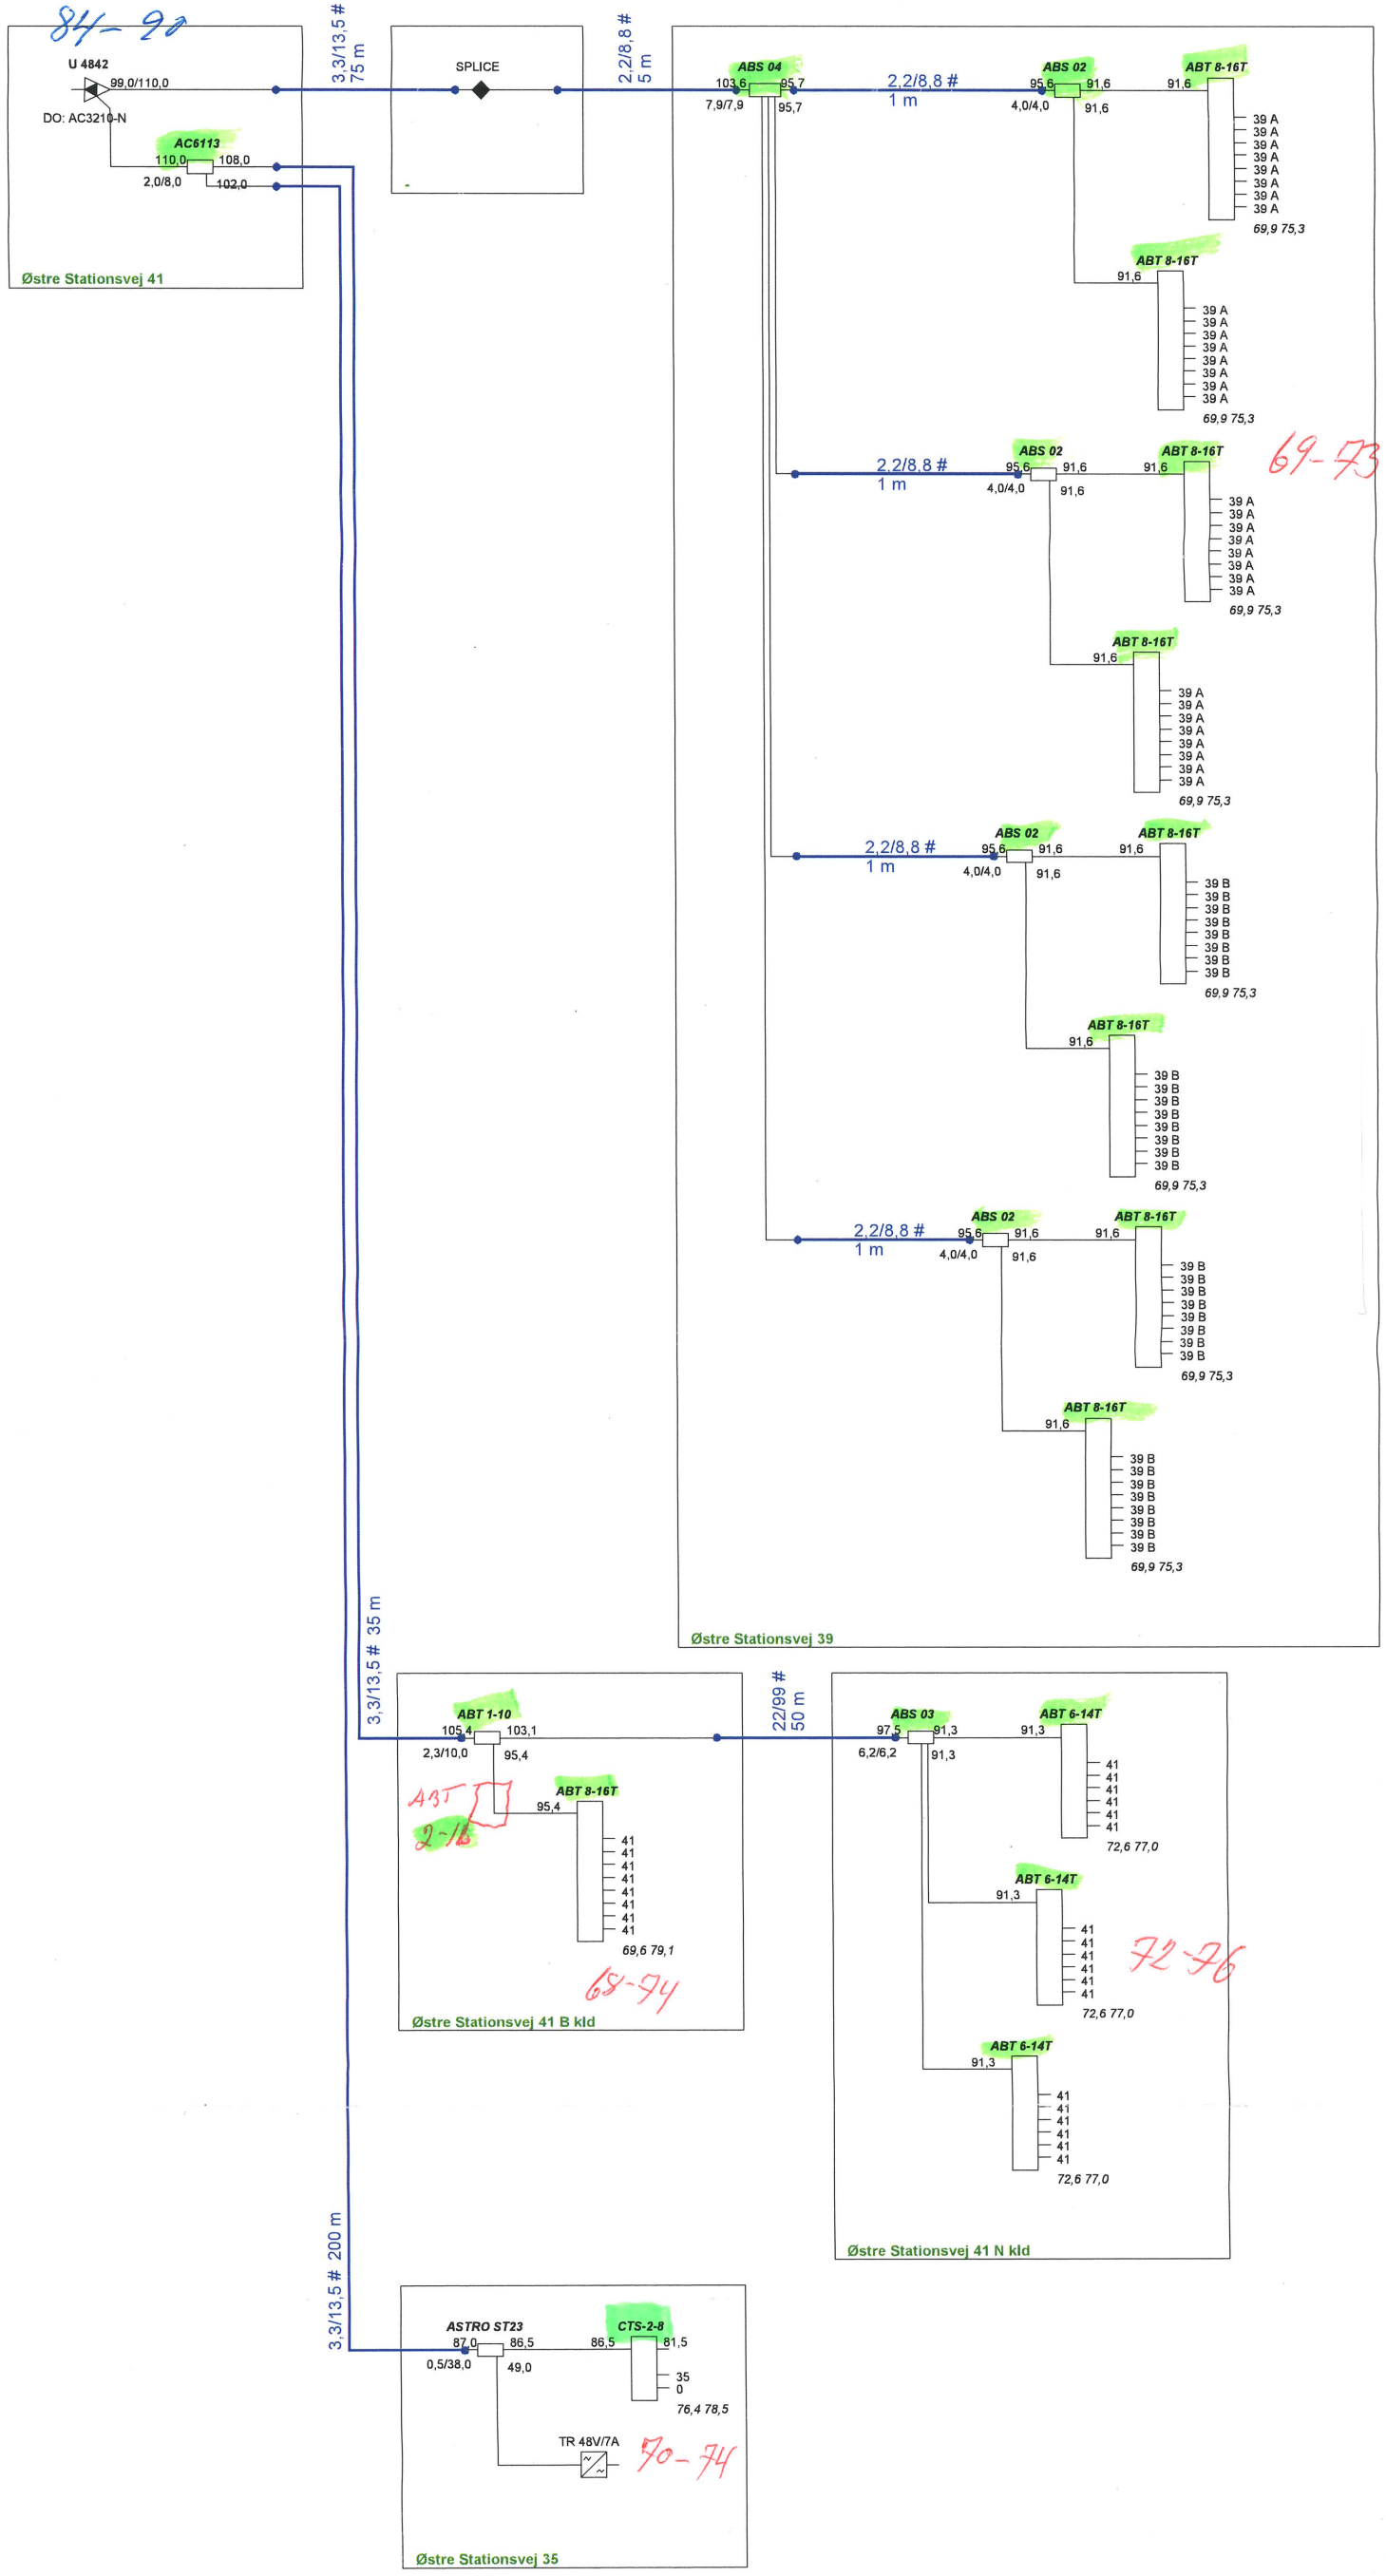 84-90
U 4842
99,0/110,0
DO: AC3210-N
AC6113
110,0 108,0
2,0/8,0 102,0
Østre Stationsvej 41
3,3/13,5 #
75 m
SPLICE
2,2/8,8 #
5 m
ABS 04
103,6 95,7
7,9/7,9 95,7
2,2/8,8 #
1 m
ABS 02
95,6 91,6
4,0/4,0 91,6
ABT 8-16T
91,6
39 A
39 A
39 A
39 A
39 A
39 A
39 A
39 A
69,9 75,3
ABT 8-16T
91,6
39 A
39 A
39 A
39 A
39 A
39 A
39 A
39 A
69,9 75,3
69-73
2,2/8,8 #
1 m
ABS 02
95,6 91,6
4,0/4,0 91,6
ABT 8-16T
91,6
39 A
39 A
39 A
39 A
39 A
39 A
39 A
39 A
69,9 75,3
ABT 8-16T
91,6
39 A
39 A
39 A
39 A
39 A
39 A
39 A
39 A
69,9 75,3
2,2/8,8 #
1 m
ABS 02
95,6 91,6
4,0/4,0 91,6
ABT 8-16T
91,6
39 B
39 B
39 B
39 B
39 B
39 B
39 B
39 B
69,9 75,3
ABT 8-16T
91,6
39 B
39 B
39 B
39 B
39 B
39 B
39 B
39 B
69,9 75,3
2,2/8,8 #
1 m
ABS 02
95,6 91,6
4,0/4,0 91,6
ABT 8-16T
91,6
39 B
39 B
39 B
39 B
39 B
39 B
39 B
39 B
69,9 75,3
ABT 8-16T
91,6
39 B
39 B
39 B
39 B
39 B
39 B
39 B
39 B
69,9 75,3
Østre Stationsvej 39
3,3/13,5 # 35 m
ABT 1-10
105,4 103,1
2,3/10,0 95,4
ABT
2-16
ABT 8-16T
95,4
41
41
41
41
41
41
41
41
69,6 79,1
68-74
Østre Stationsvej 41 B kld
22/99 #
50 m
ABS 03
97,5 91,3
6,2/6,2 91,3
ABT 6-14T
91,3
41
41
41
41
41
41
72,6 77,0
ABT 6-14T
91,3
41
41
41
41
41
41
72,6 77,0
72-76
ABT 6-14T
91,3
41
41
41
41
41
41
72,6 77,0
Østre Stationsvej 41 N kld
3,3/13,5 # 200 m
ASTRO ST23
87,0 86,5
0,5/38,0 49,0
CTS-2-8
86,5 81,5
35
0
76,4 78,5
TR 48V/7A
70-74
Østre Stationsvej 35